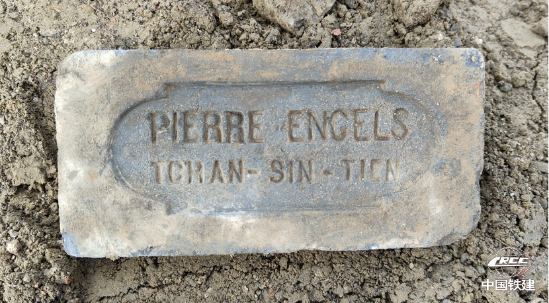 PIERRE ENGELS
TCHAN-SIN-TIEN
CRCC
中国铁建